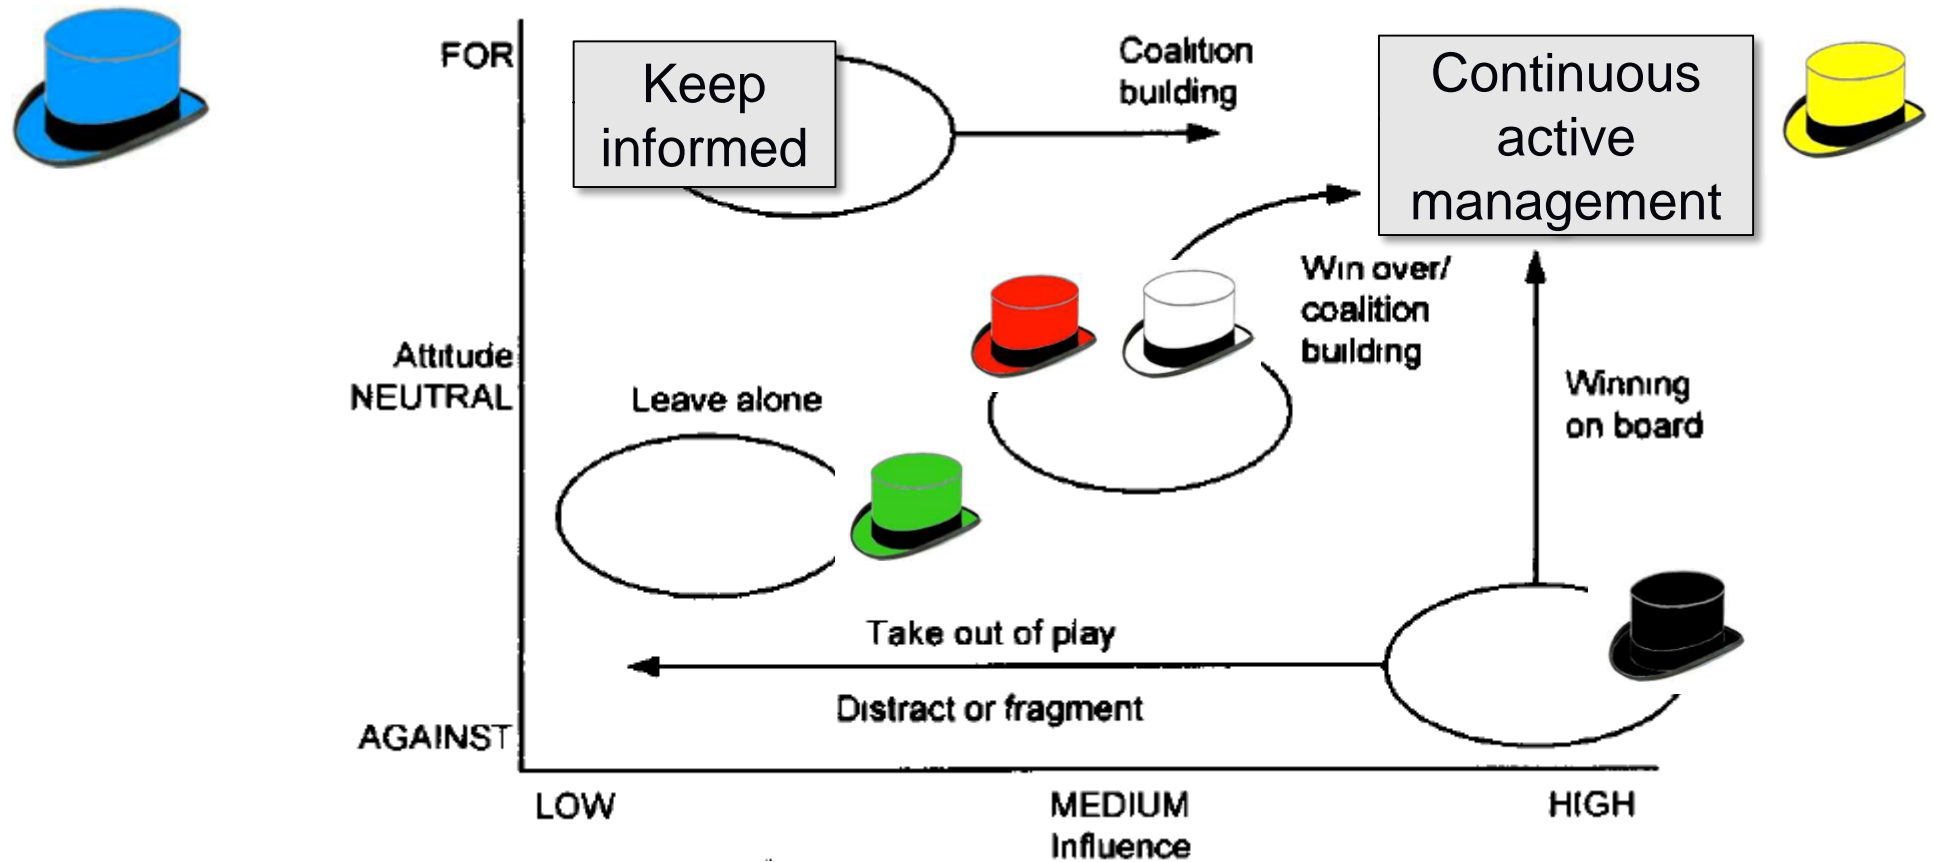 FOR
Keep
informed
Coalition
building
Continuous
active
management
Win over/
coalition
building
Attitude
NEUTRAL
Leave alone
Winning
on board
Take out of play
Distract or fragment
AGAINST
LOW
MEDIUM
Influence
HIGH